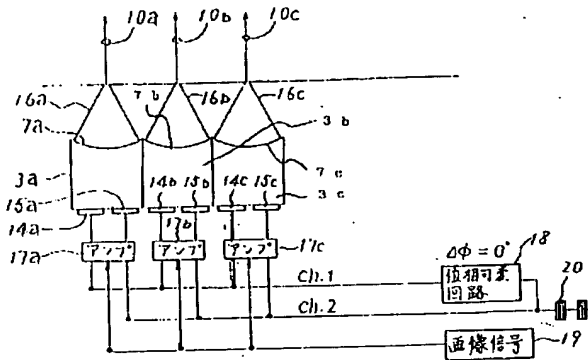 10a 10b 10c
16a 7b 16b 16c
7a 3b
7c
3a 3c
15a 14b 15b 14c 15c
14a 17b
17a アンプ アンプ アンプ 17c
ΔΦ=0° 18
Ch.1 位相可変回路 20
Ch.2
画像信号 19